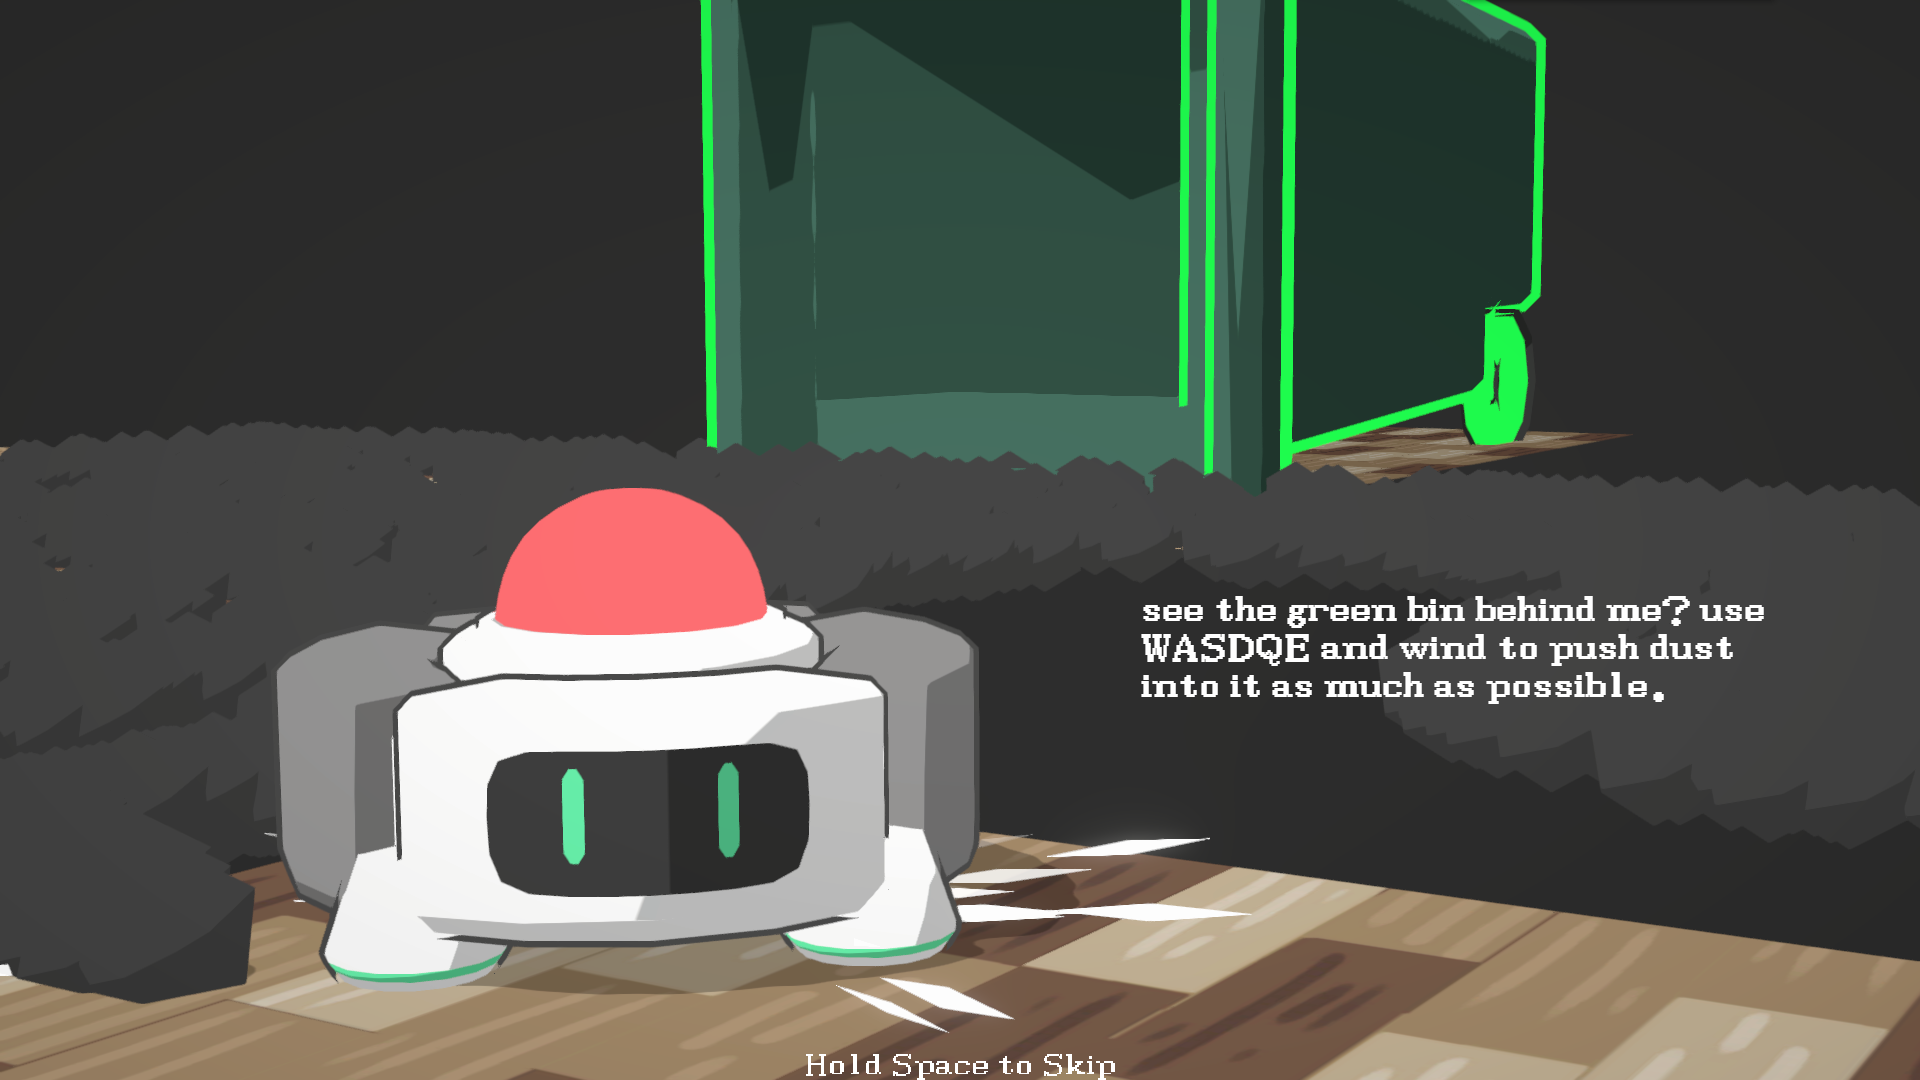 see the green bin behind me? use
WASDQE and wind to push dust
into it as much as possible.
Hold Space to Skip